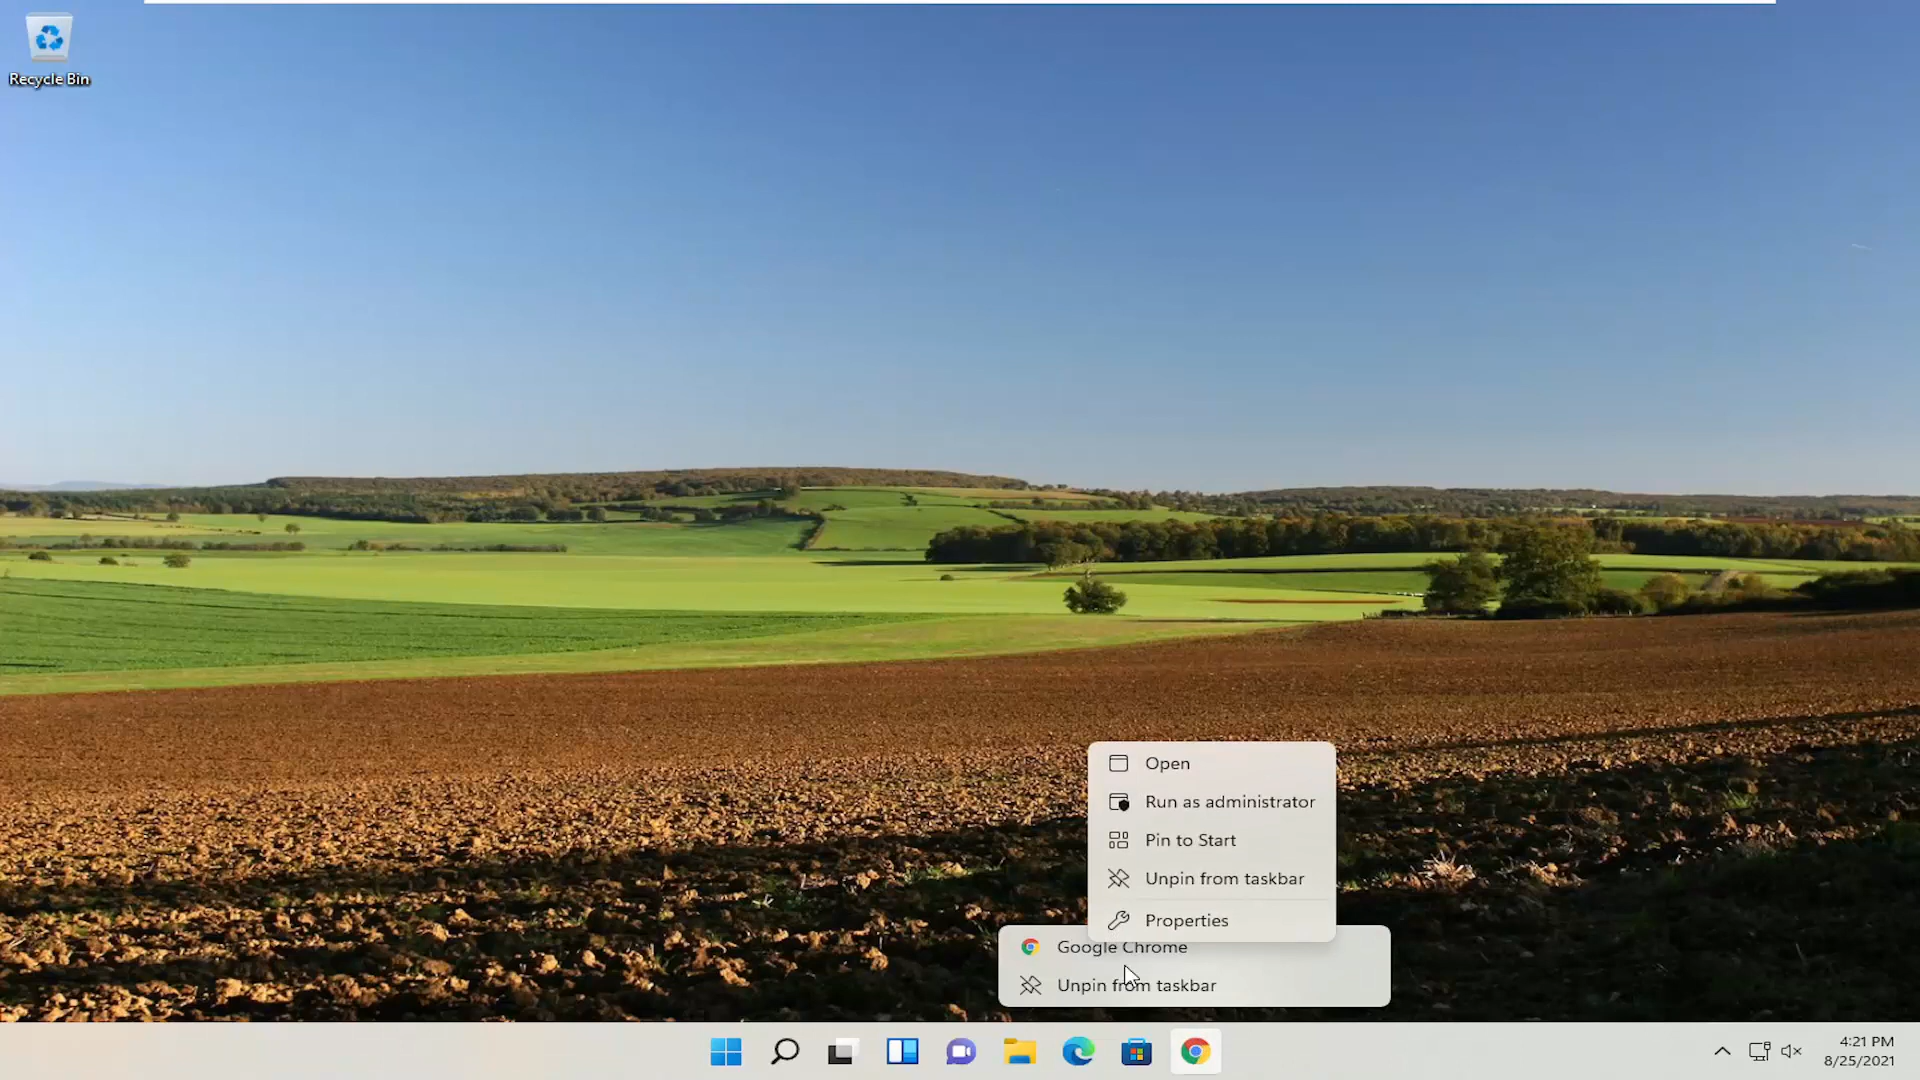 Recycle Bin
Open
Run as administrator
Pin to Start
Unpin from taskbar
Properties
Google Chrome
Unpin from taskbar
4:21 PM
8/25/2021